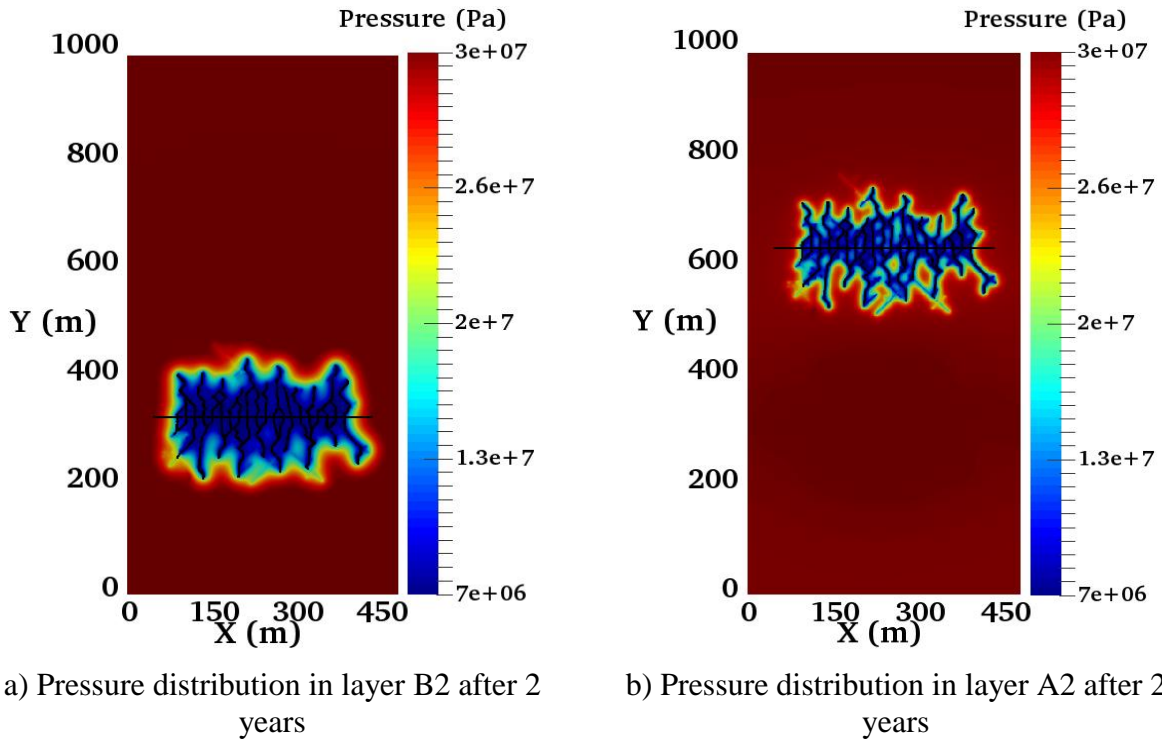 Pressure (Pa)
1000
800
600
Y (m)
400
200
0
0 150 300 450
X (m)
3e+07
2.6e+7
2e+7
1.3e+7
7e+06
Pressure (Pa)
1000
800
600
Y (m)
400
200
0
0 150 300 450
X (m)
3e+07
2.6e+7
2e+7
1.3e+7
7e+06
a) Pressure distribution in layer B2 after 2
years
b) Pressure distribution in layer A2 after 2
years